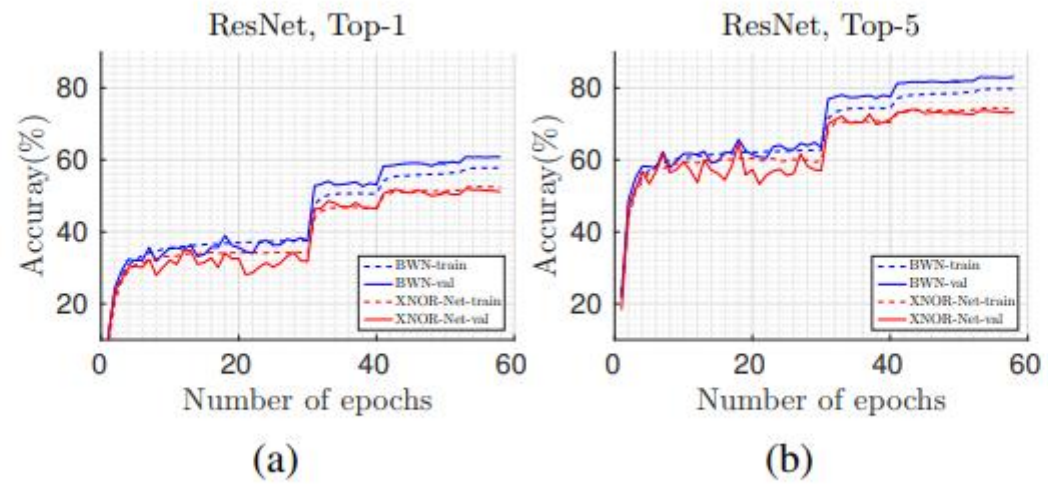 ResNet, Top-1
Accuray(%)
80
60
40
20
BWN-train
BWN-val
XNOR-Net-train
XNOR-Net-val
0 20 40 60
Number of epochs
(a)
ResNet, Top-5
Accuray(%)
80
60
40
20
BWN-train
BWN-val
XNOR-Net-train
XNOR-Net-val
0 20 40 60
Number of epochs
(b)